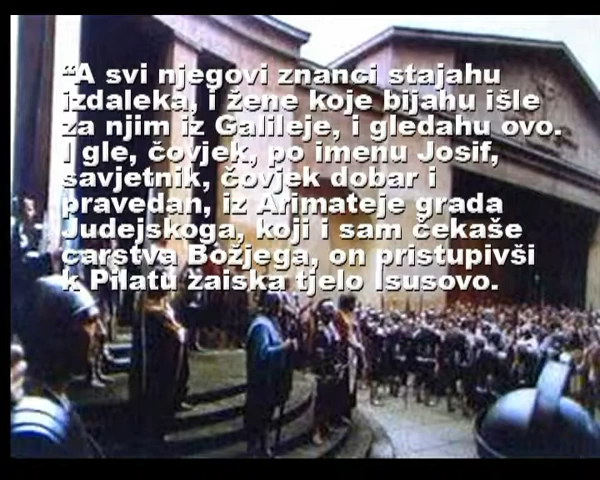 “A svi njegovi znanci stajahu
izdaleka, i žene koje bijahu išle
za njim iz Galileje, i gledahu ovo.
I gle, čovjek, po imenu Josif,
savjetnik, čovjek dobar i
pravedan, iz Arimateje grada
Judejskoga, koji i sam čekaše
carstva Božjega, on pristupivši
k Pilatu zaiska tjelo Isusovo.